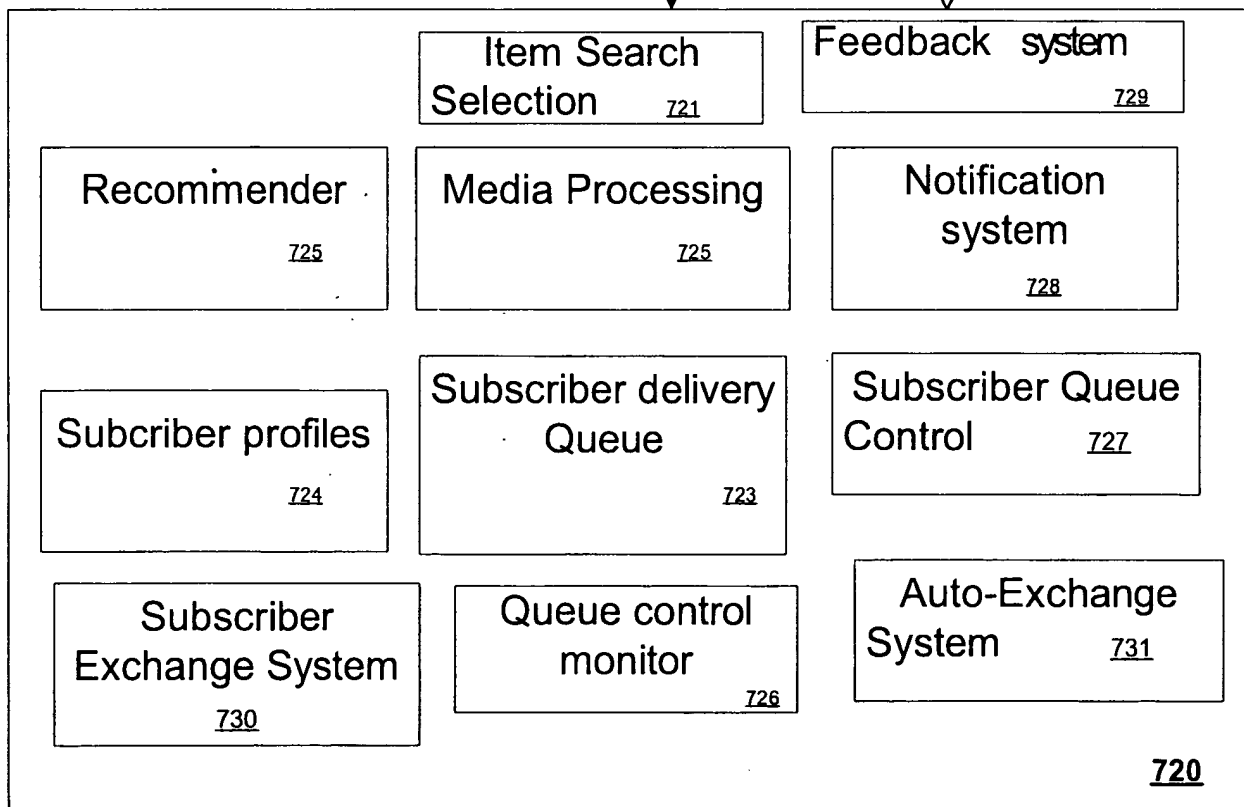 Item Search
Selection 721
Feedback system
729
Recommender
725
Media Processing
725
Notification
system
728
Subcriber profiles
724
Subscriber delivery
Queue
723
Subscriber Queue
Control 727
Subscriber
Exchange System
730
Queue control
monitor
726
Auto-Exchange
System 731
720